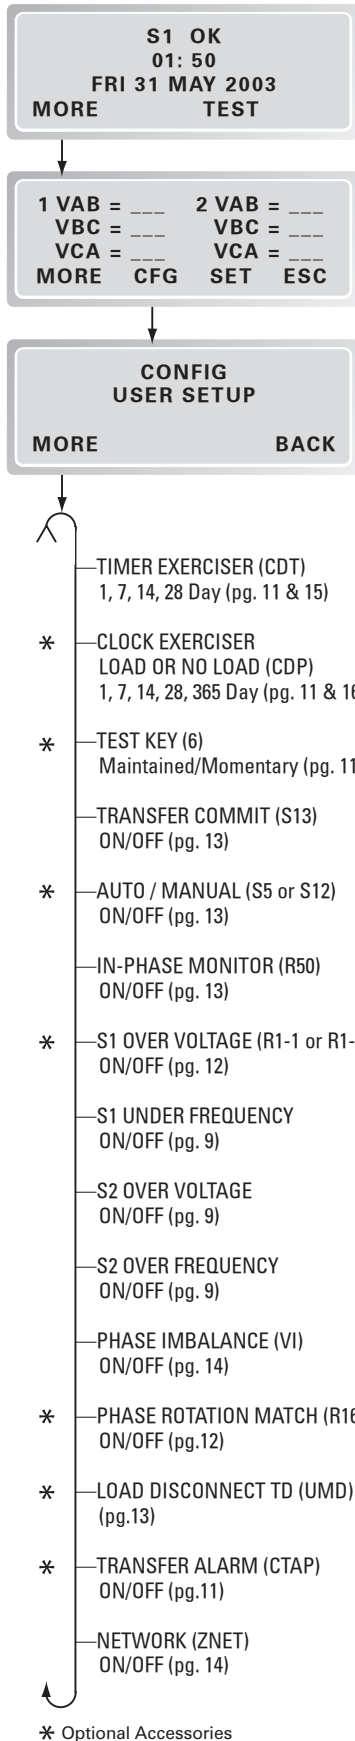 S1 OK
01: 50
FRI 31 MAY 2003
MORE TEST
1 VAB = ___ 2 VAB = ___
VBC = ___ VBC = ___
VCA = ___ VCA = ___
MORE CFG SET ESC
CONFIG
USER SETUP
MORE BACK
TIMER EXERCISER (CDT)
1, 7, 14, 28 Day (pg. 11 & 15)
* CLOCK EXERCISER
LOAD OR NO LOAD (CDP)
1, 7, 14, 28, 365 Day (pg. 11 & 16
* TEST KEY (6)
Maintained/Momentary (pg. 11
TRANSFER COMMIT (S13)
ON/OFF (pg. 13)
* AUTO / MANUAL (S5 or S12)
ON/OFF (pg. 13)
IN-PHASE MONITOR (R50)
ON/OFF (pg. 13)
* S1 OVER VOLTAGE (R1-1 or R1-
ON/OFF (pg. 12)
S1 UNDER FREQUENCY
ON/OFF (pg. 9)
S2 OVER VOLTAGE
ON/OFF (pg. 9)
S2 OVER FREQUENCY
ON/OFF (pg. 9)
PHASE IMBALANCE (VI)
ON/OFF (pg. 14)
* PHASE ROTATION MATCH (R16
ON/OFF (pg.12)
* LOAD DISCONNECT TD (UMD)
(pg.13)
* TRANSFER ALARM (CTAP)
ON/OFF (pg.11)
NETWORK (ZNET)
ON/OFF (pg. 14)
* Optional Accessories